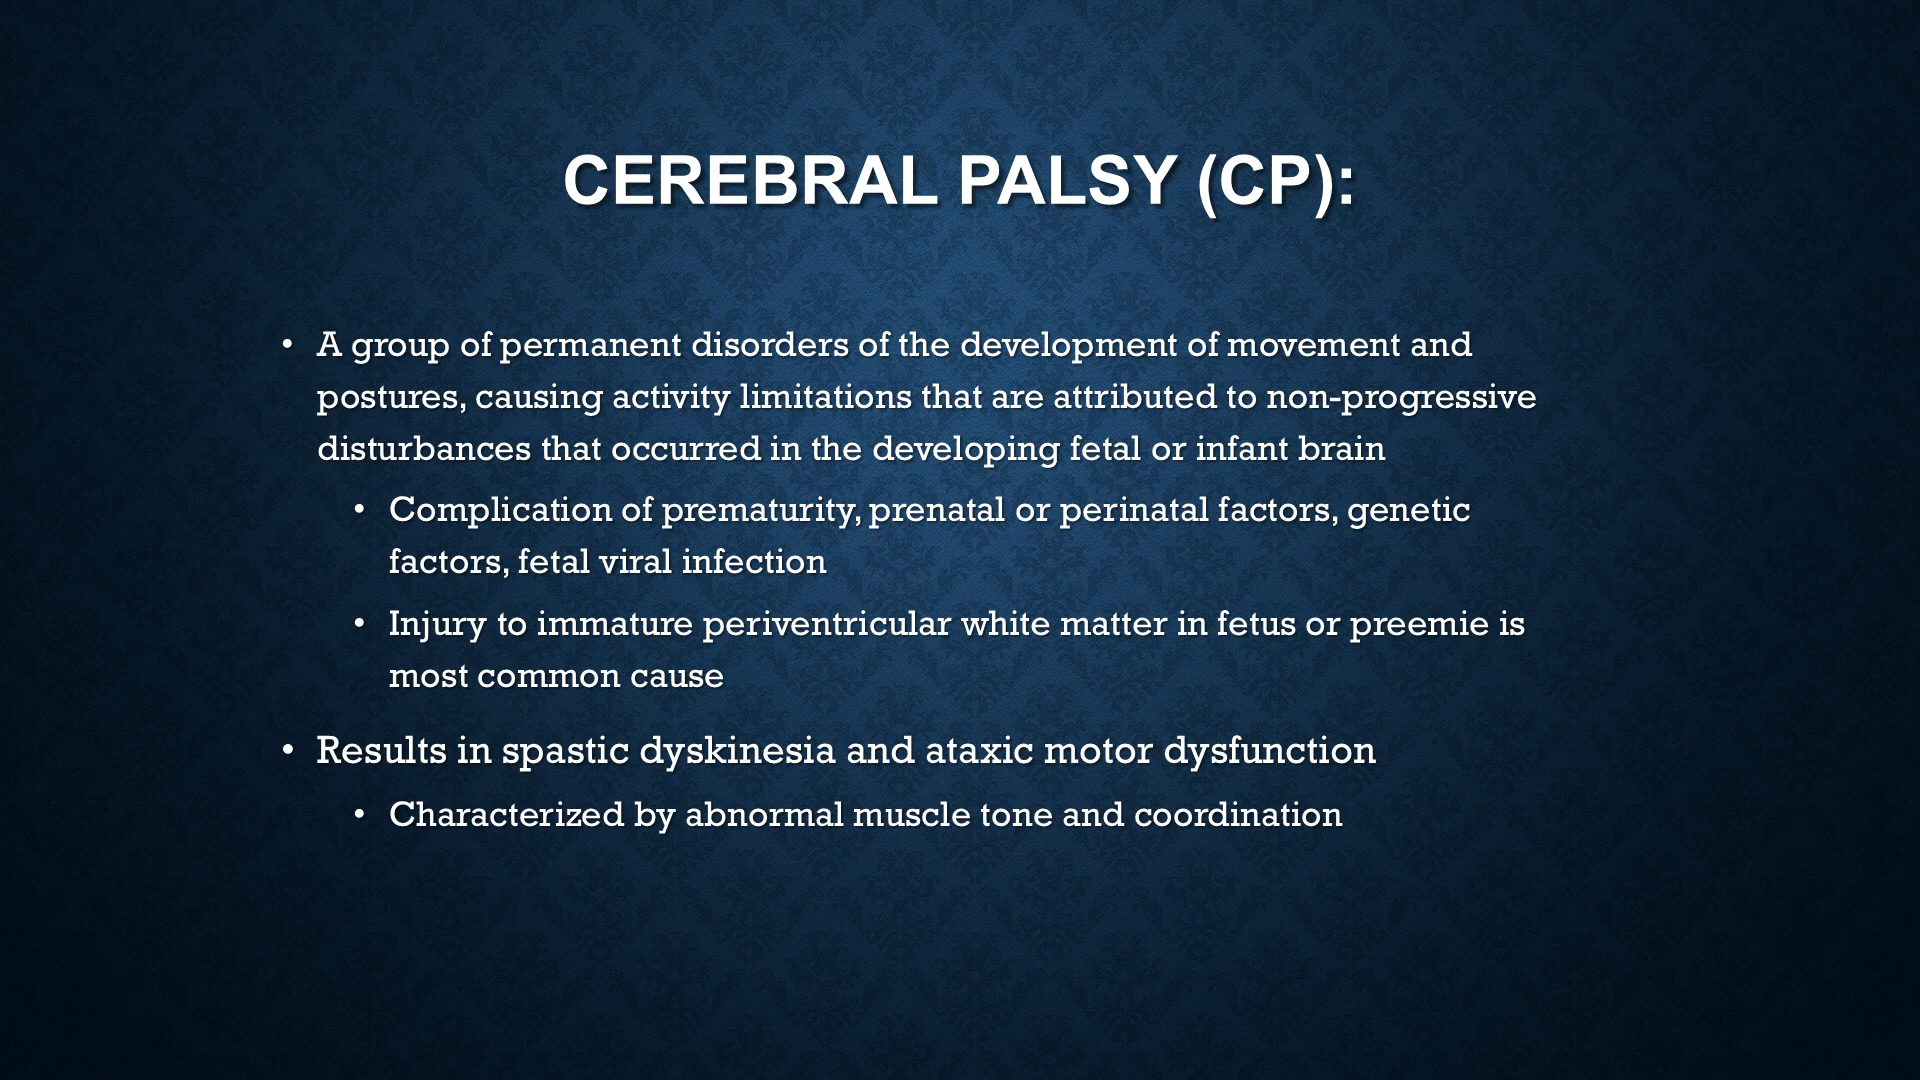 CEREBRAL PALSY (CP):
• A group of permanent disorders of the development of movement and
postures, causing activity limitations that are attributed to non-progressive
disturbances that occurred in the developing fetal or infant brain
• Complication of prematurity, prenatal or perinatal factors, genetic
factors, fetal viral infection
• Injury to immature periventricular white matter in fetus or preemie is
most common cause
• Results in spastic dyskinesia and ataxic motor dysfunction
• Characterized by abnormal muscle tone and coordination